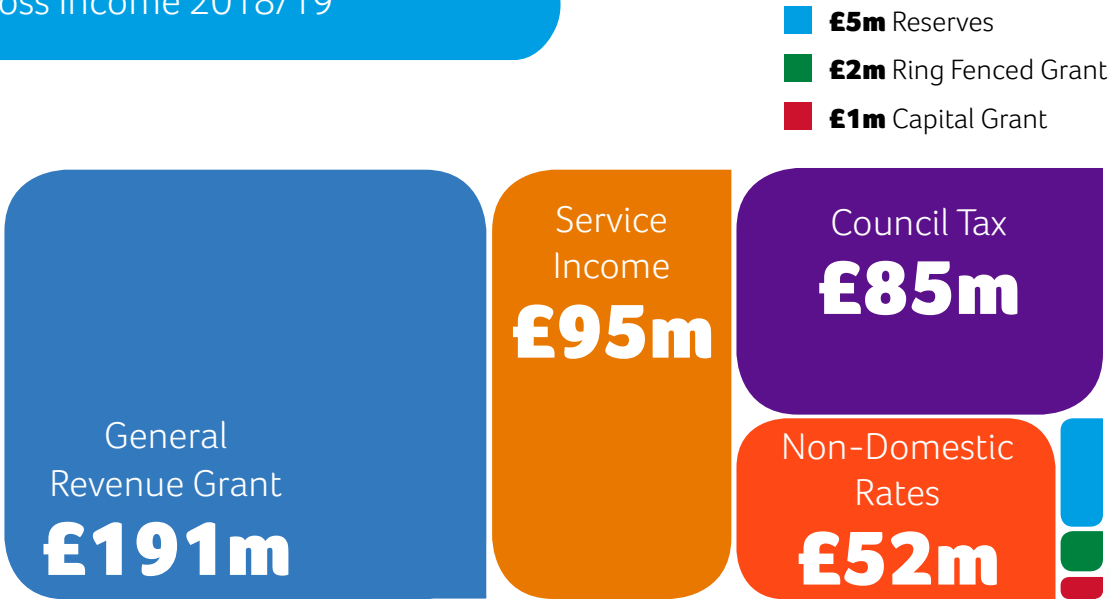 Income 2018/19
£5m Reserves
£2m Ring Fenced Grant
£1m Capital Grant
General
Revenue Grant
£191m
Service
Income
£95m
Council Tax
£85m
Non-Domestic
Rates
£52m